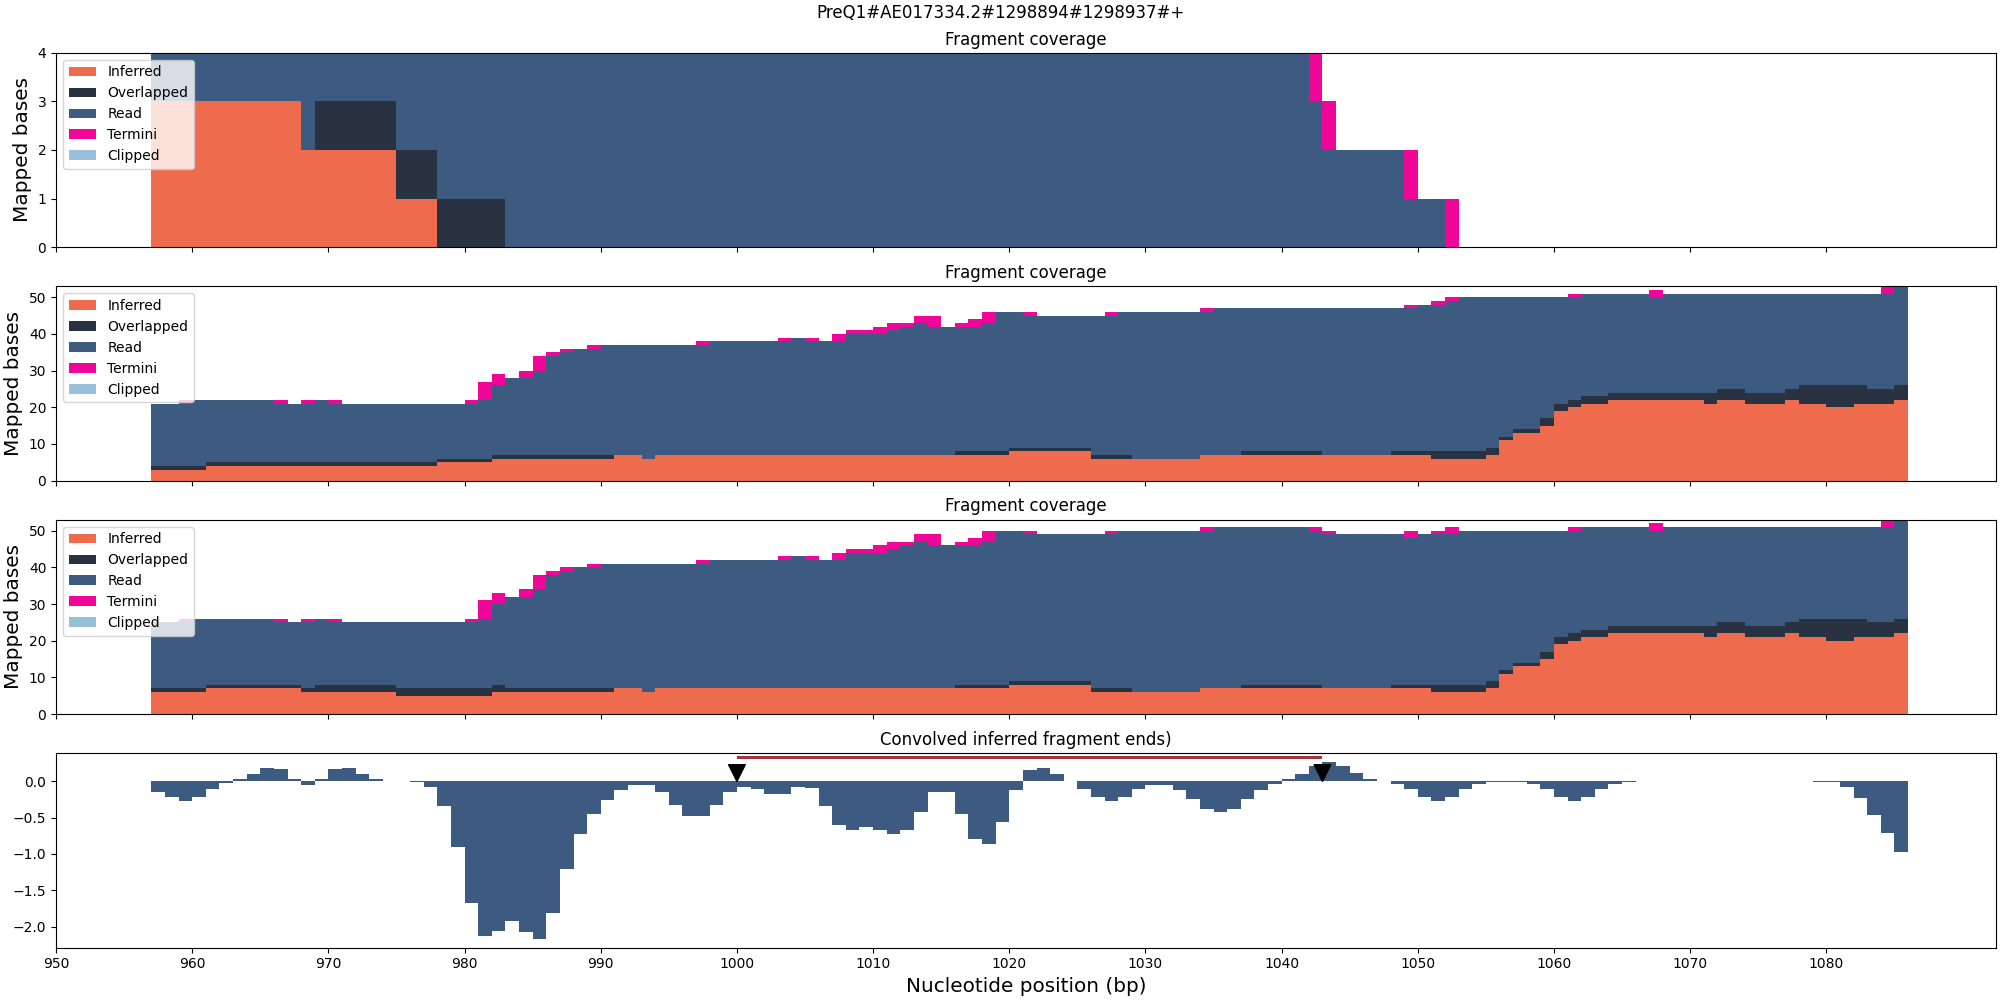 PreQ1#AE017334.2#1298894#1298937#+
Fragment coverage
Mapped bases
4
3
2
1
0
Inferred
Overlapped
Read
Termini
Clipped
Fragment coverage
Mapped bases
50
40
30
20
10
0
Inferred
Overlapped
Read
Termini
Clipped
Fragment coverage
Mapped bases
50
40
30
20
10
0
Inferred
Overlapped
Read
Termini
Clipped
Convolved inferred fragment ends)
0.0
−0.5
−1.0
−1.5
−2.0
950 960 970 980 990 1000 1010 1020 1030 1040 1050 1060 1070 1080
Nucleotide position (bp)